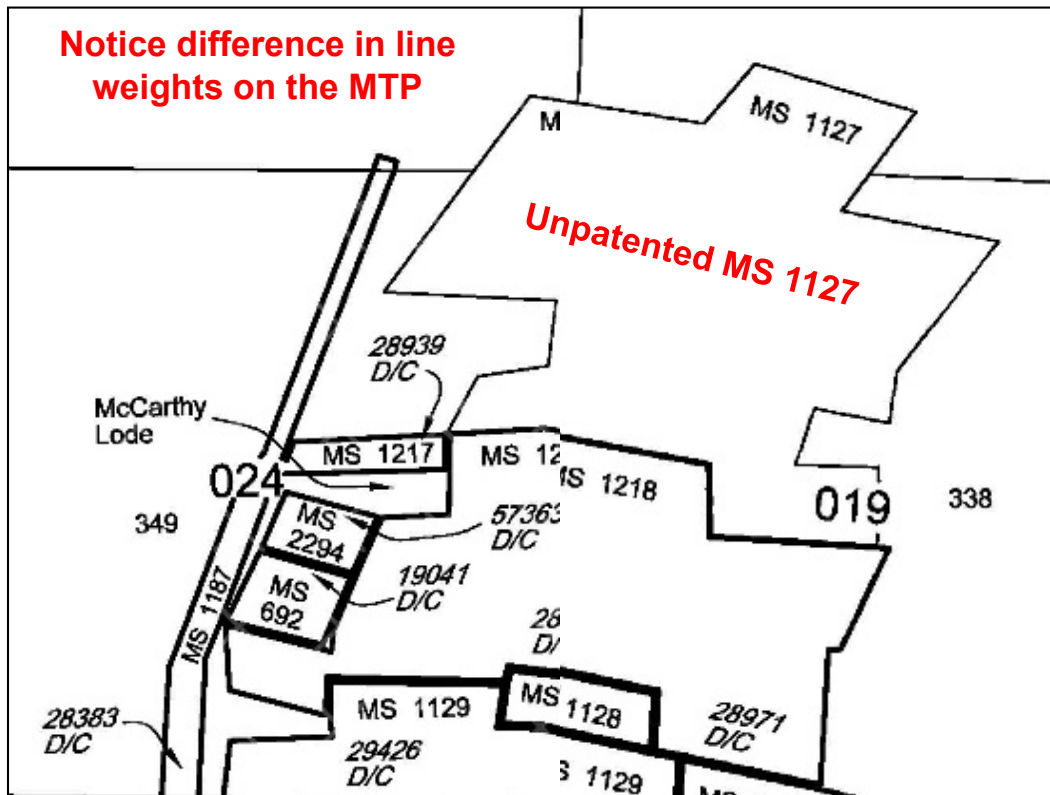 Notice difference in line
weights on the MTP
M
MS 1127
Unpatented MS 1127
28939
D/C
McCarthy
Lode
MS 1217
MS 12
MS 1218
024
019
338
349
MS
2294
57363
D/C
19041
D/C
MS
692
MS 1187
28
D/
MS 1129
MS
1128
28971
D/C
28383
D/C
29426
D/C
S 1129